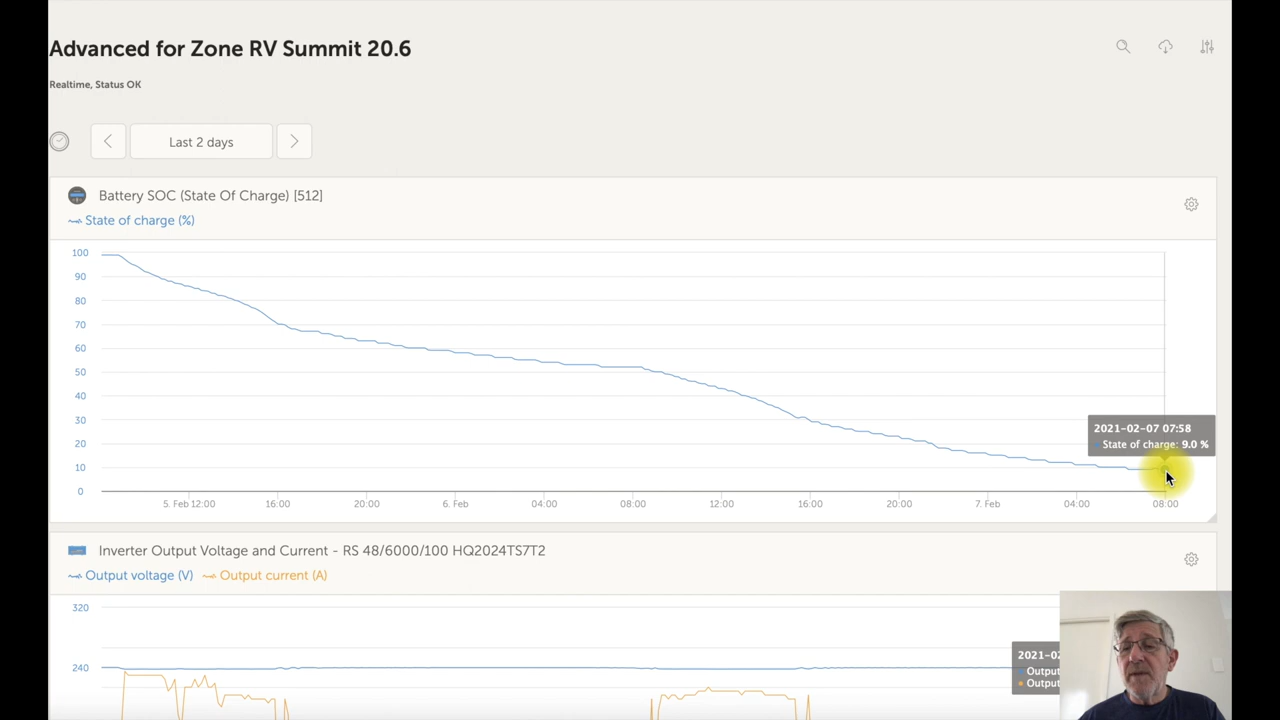 Advanced for Zone RV Summit 20.6
Realtime, Status OK
Last 2 days
Battery SOC (State Of Charge) [512]
State of charge (%)
100
90
80
70
60
50
40
30
20
10
0
2021-02-07 07:58
State of charge: 9.0 %
5. Feb 12:00 16:00 20:00 6. Feb 04:00 08:00 12:00 16:00 20:00 7. Feb 04:00 08:00
Inverter Output Voltage and Current - RS 48/6000/100 HQ2024TS7T2
Output voltage (V) Output current (A)
320
240
2021-02
Output
Output